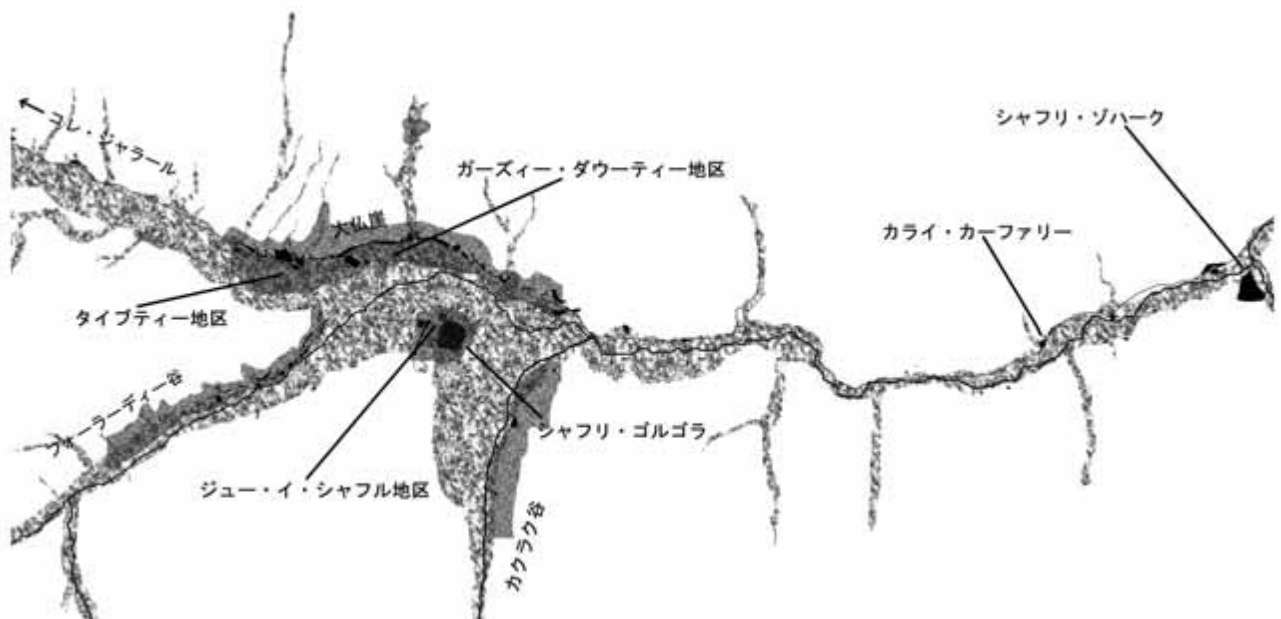 シャフリ・ゾハーク
コレ・ジャラール
ガーズィー・ダウーティー地区
大仏崖
カライ・カーファリー
タイブティー地区
フォーラーディー谷
シャフリ・ゴルゴラ
ジュー・イ・シャフル地区
カクラク谷